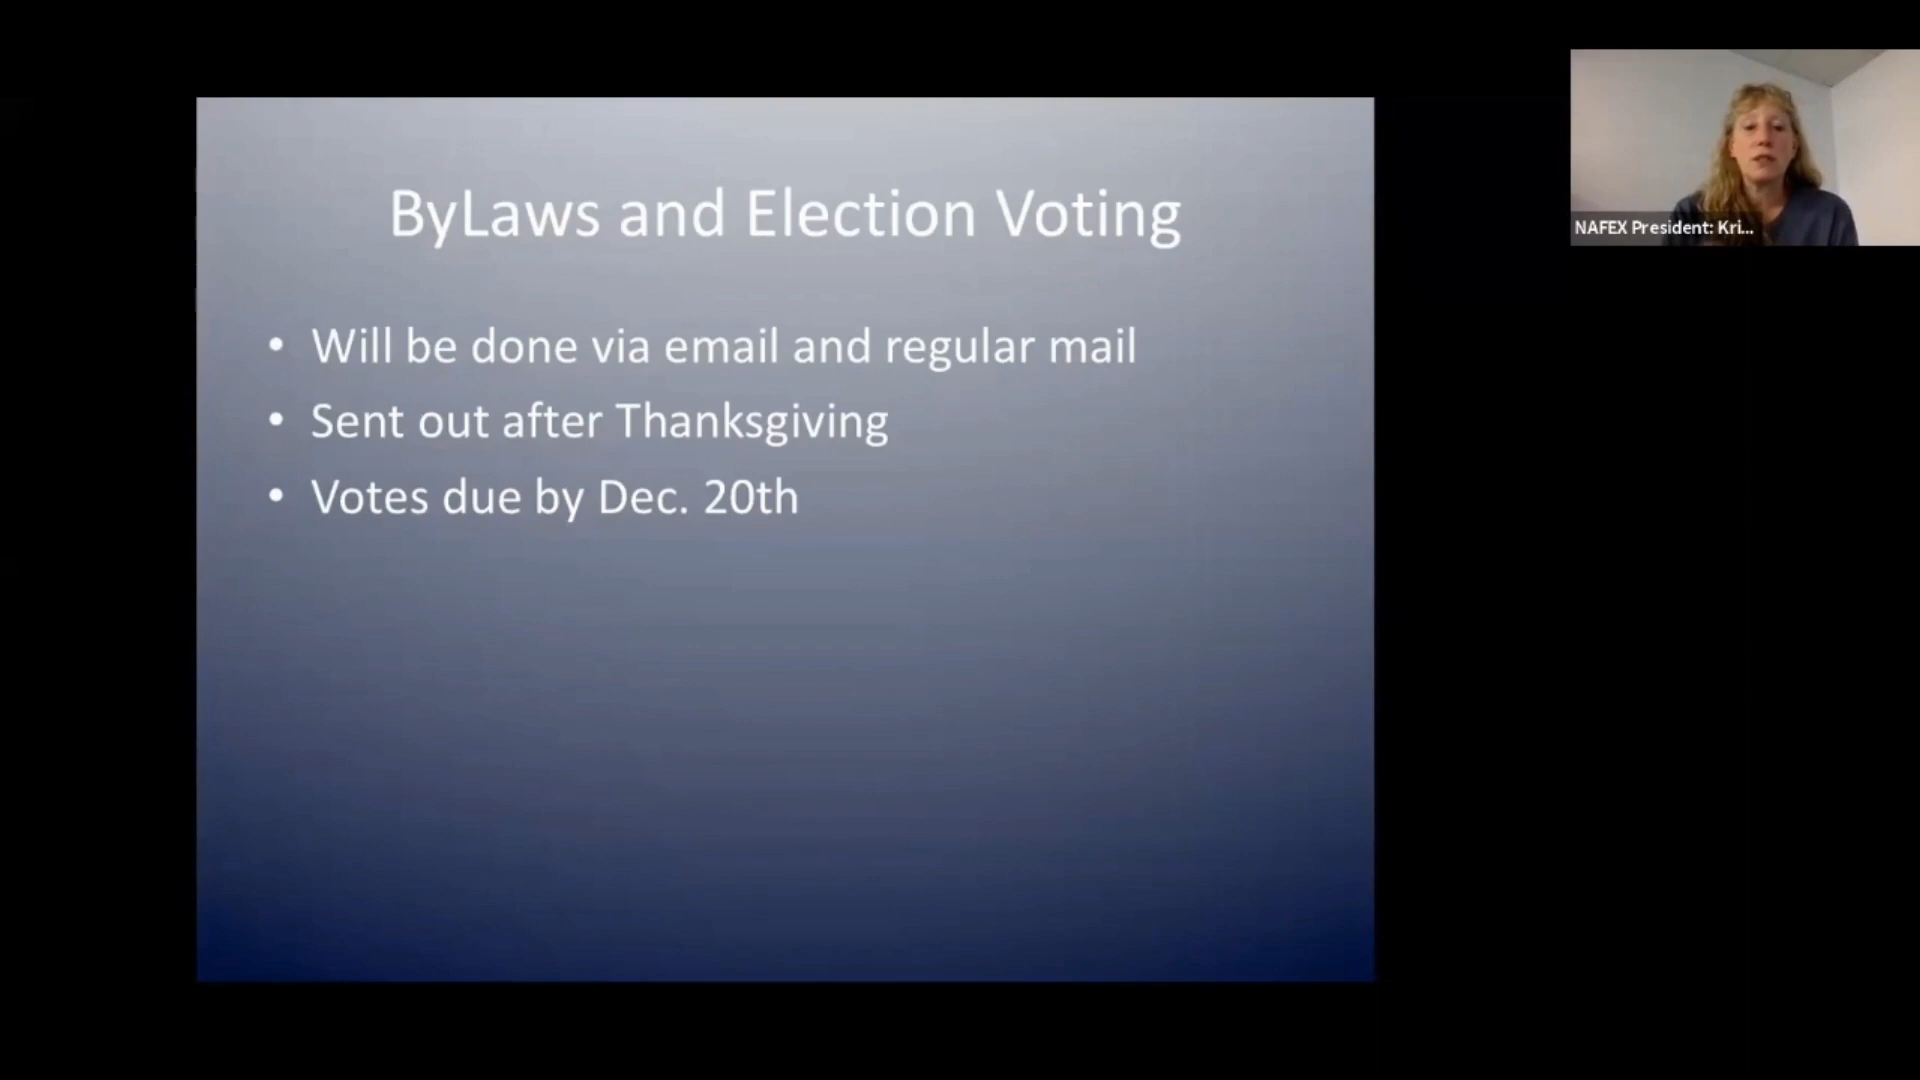 ByLaws and Election Voting
• Will be done via email and regular mail
• Sent out after Thanksgiving
• Votes due by Dec. 20th
NAFEX President: Kri...